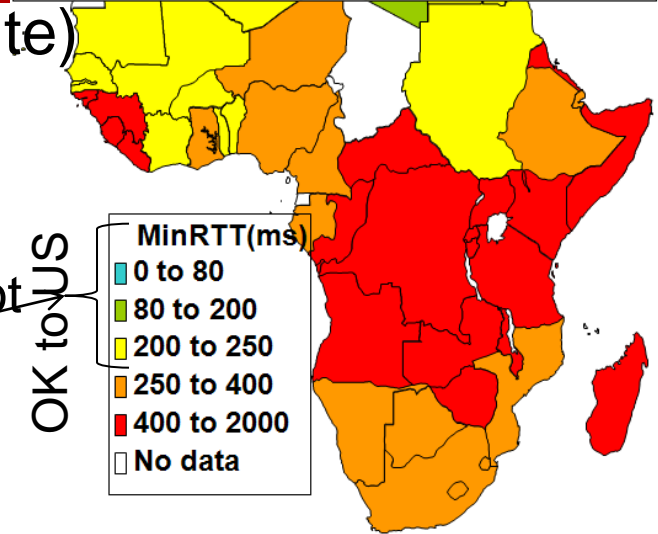 te)
MinRTT(ms)
0 to 80
80 to 200
200 to 250
250 to 400
400 to 2000
No data
OK to US
ot